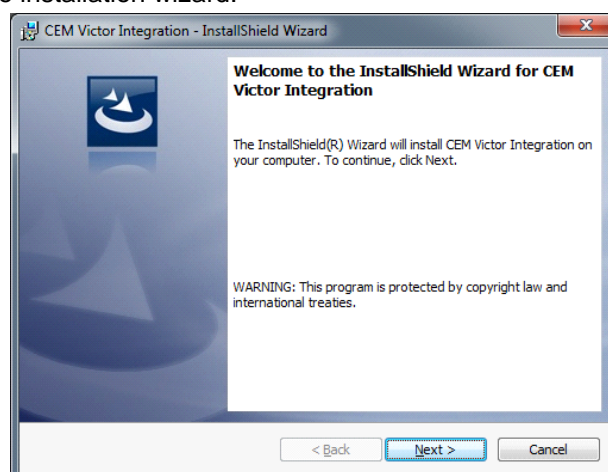 installation wizard.
CEM Victor Integration - InstallShield Wizard
Welcome to the InstallShield Wizard for CEM
Victor Integration
The InstallShield(R) Wizard will install CEM Victor Integration on
your computer. To continue, click Next.
WARNING: This program is protected by copyright law and
international treaties.
< Back
Next >
Cancel